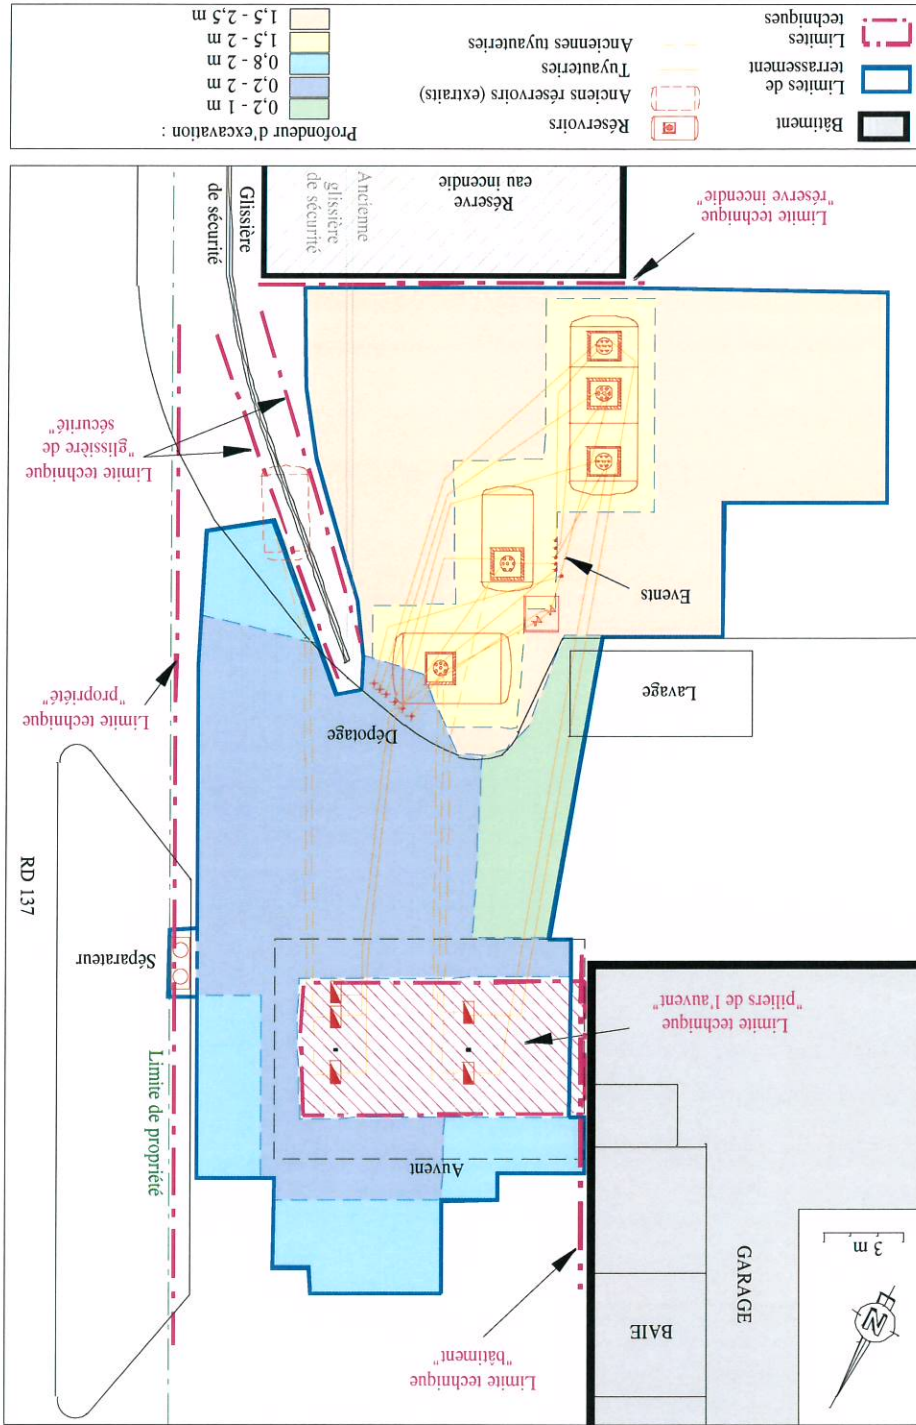 3 m
N
GARAGE
BAIE
Limite technique
"bâtiment"
Auvent
Limite de propriété
Limite technique
"piliers de l'auvent"
Séparateur
RD 137
Lavage
Dépotage
Limite technique
"propriété"
Events
Limite technique
"glissière de
sécurité"
Limite technique
"réserve incendie"
Réserve
eau incendie
Ancienne
glissière
de sécurité
Glissière
de sécurité
Bâtiment
Limites de
terrassement
Limites
techniques
Réservoirs
Anciens réservoirs (extraits)
Tuyauteries
Anciennes tuyauteries
Profondeur d'excavation :
0,2 - 1 m
0,2 - 2 m
0,8 - 2 m
1,5 - 2 m
1,5 - 2,5 m